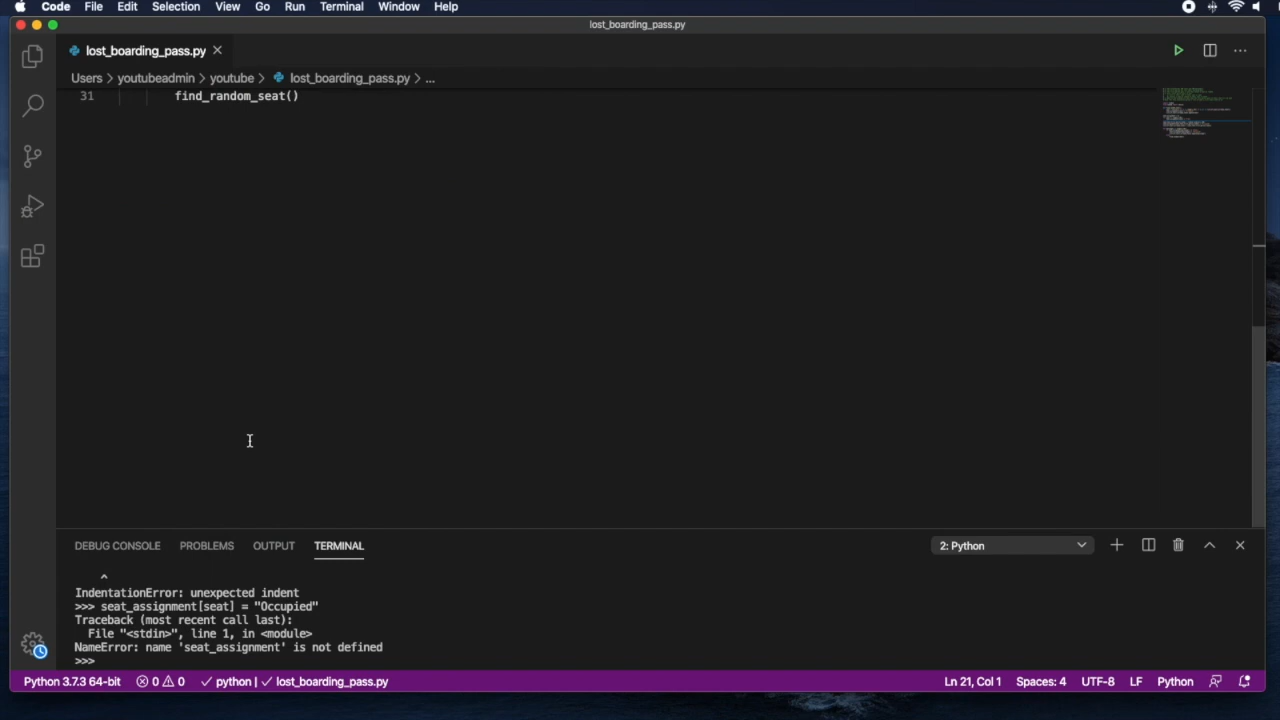 Code File Edit Selection View Go Run Terminal Window Help
lost_boarding_pass.py
lost_boarding_pass.py
Users > youtubeadmin > youtube > lost_boarding_pass.py > ...
31 find_random_seat()
DEBUG CONSOLE PROBLEMS OUTPUT TERMINAL 2: Python
^
IndentationError: unexpected indent
>>> seat_assignment[seat] = "Occupied"
Traceback (most recent call last):
File "<stdin>", line 1, in <module>
NameError: name 'seat_assignment' is not defined
>>>
Python 3.7.3 64-bit 0 0 python | lost_boarding_pass.py Ln 21, Col 1 Spaces: 4 UTF-8 LF Python